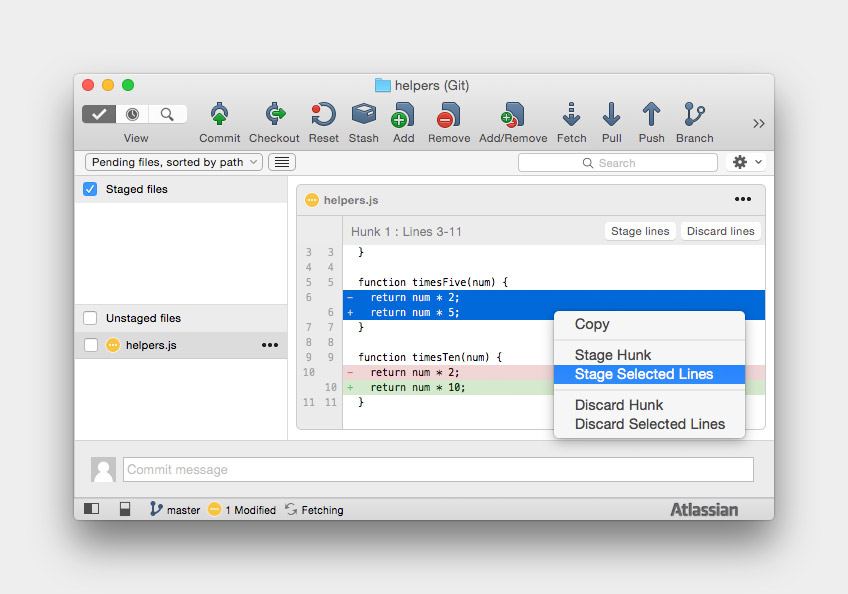 helpers (Git)
View Commit Checkout Reset Stash Add Remove Add/Remove Fetch Pull Push Branch
Pending files, sorted by path Search
Staged files
Unstaged files
helpers.js
helpers.js
Hunk 1 : Lines 3-11 Stage lines Discard lines
3 3 }
4 4
5 5 function timesFive(num) {
6 - return num * 2;
6 + return num * 5;
7 7 }
8 8
9 9 function timesTen(num) {
10 - return num * 2;
10 + return num * 10;
11 11 }
Copy
Stage Hunk
Stage Selected Lines
Discard Hunk
Discard Selected Lines
Commit message
master 1 Modified Fetching Atlassian